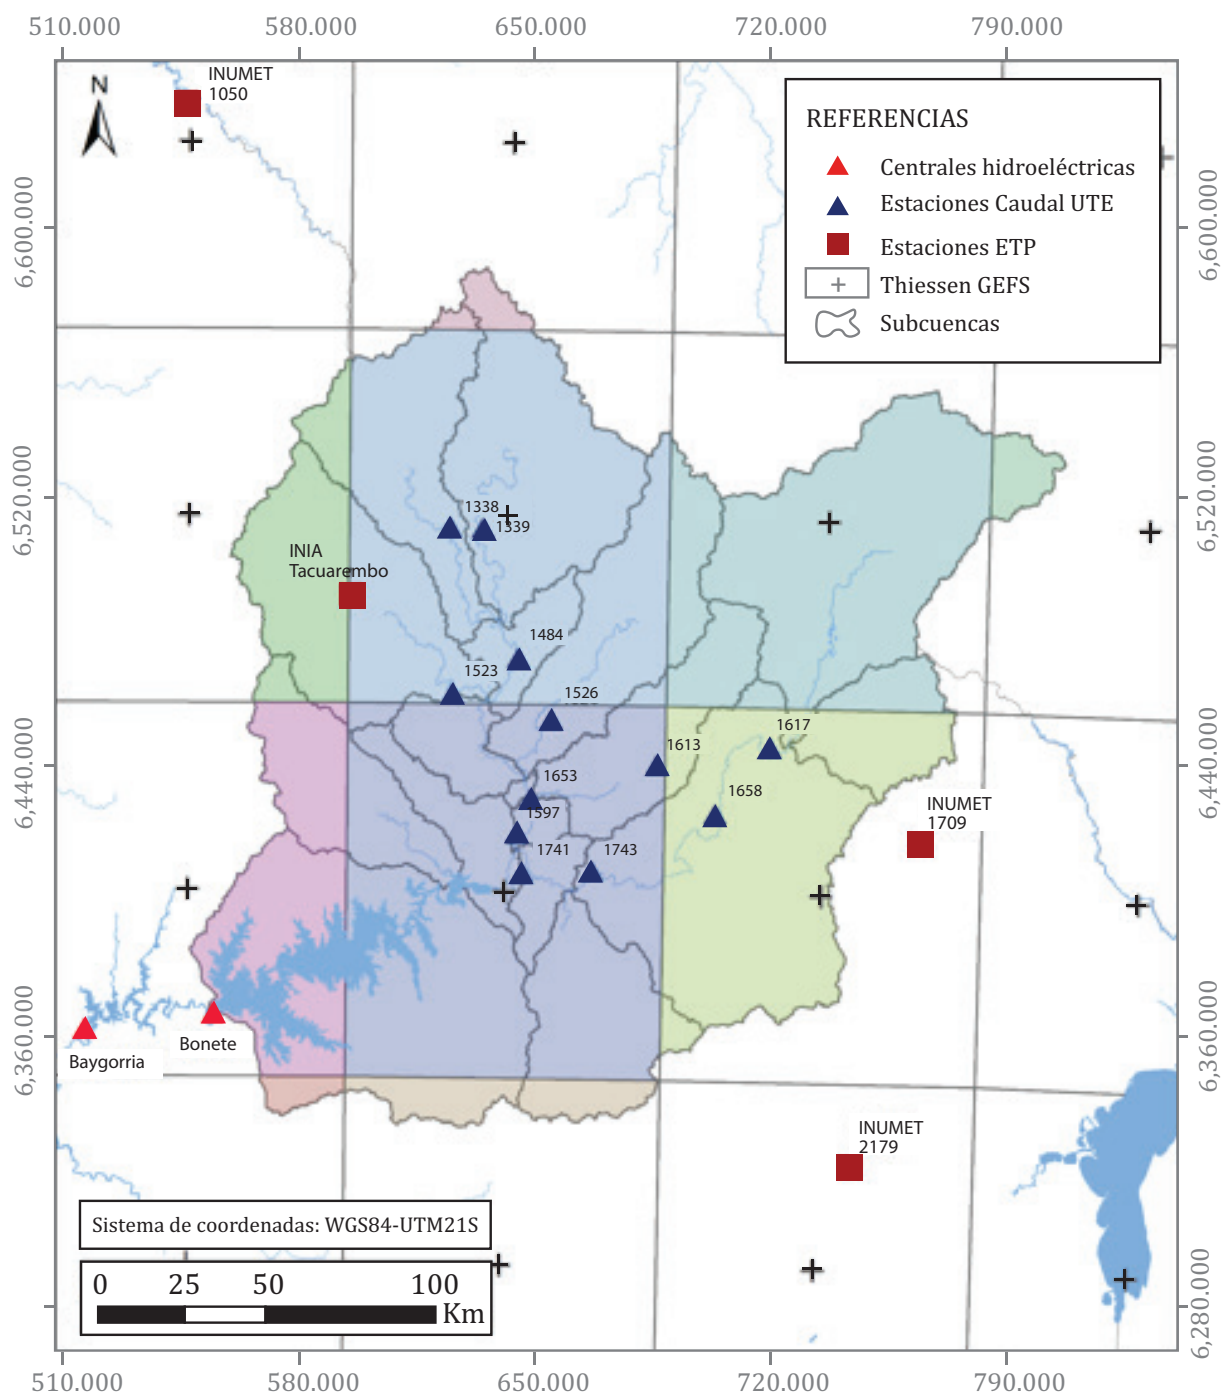 510.000
580.000
650.000
720.000
790.000
N
INUMET
1050
REFERENCIAS
Centrales hidroeléctricas
Estaciones Caudal UTE
Estaciones ETP
Thiessen GEFS
Subcuencas
6,600.000
6,600.000
6,520.000
6,520.000
1338
1339
INIA
Tacuarembo
1484
1523
1526
1617
1613
6,440.000
6,440.000
1653
1658
1597
INUMET
1709
1741
1743
6,360.000
6,360.000
Bonete
Baygorria
INUMET
2179
Sistema de coordenadas: WGS84-UTM21S
0
25
50
100
Km
6,280.000
510.000
580.000
650.000
720.000
790.000